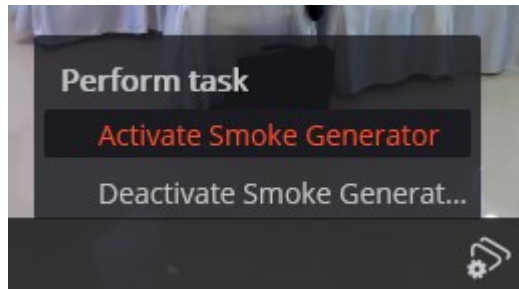 Perform task
Activate Smoke Generator
Deactivate Smoke Generat...